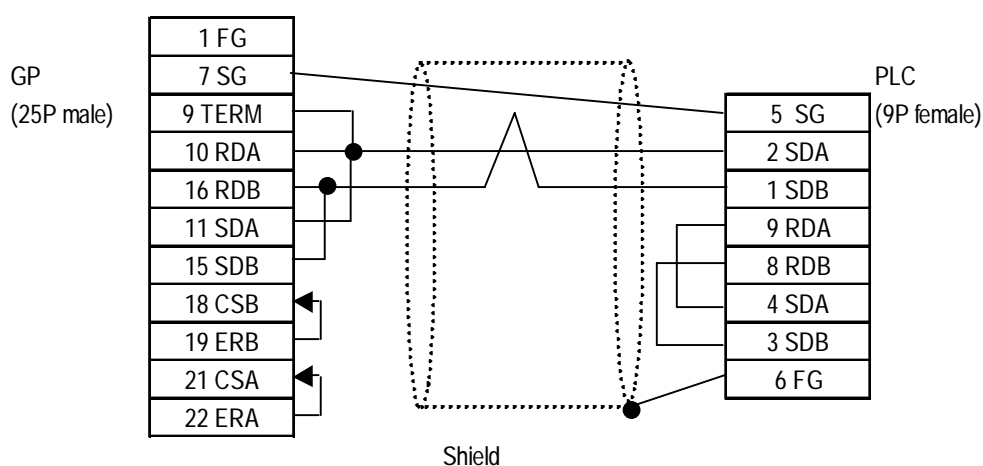 GP
(25P male)
1 FG
7 SG
9 TERM
10 RDA
16 RDB
11 SDA
15 SDB
18 CSB
19 ERB
21 CSA
22 ERA
Shield
PLC
(9P female)
5 SG
2 SDA
1 SDB
9 RDA
8 RDB
4 SDA
3 SDB
6 FG